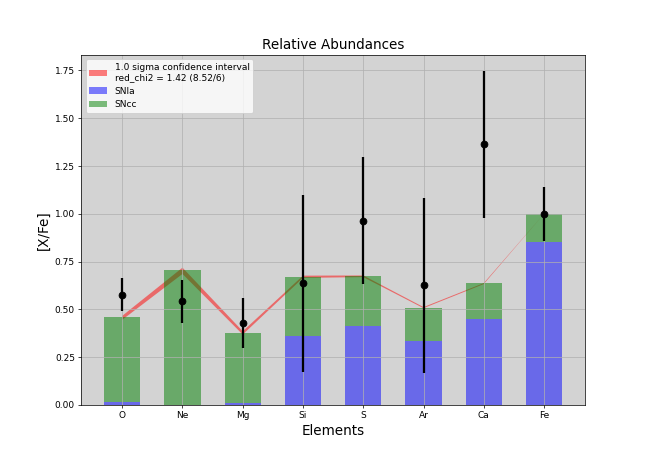 Relative Abundances
1.0 sigma confidence interval
red_chi2 = 1.42 (8.52/6)
SNIa
SNcc
[X/Fe]
1.75
1.50
1.25
1.00
0.75
0.50
0.25
0.00
O Ne Mg Si S Ar Ca Fe
Elements